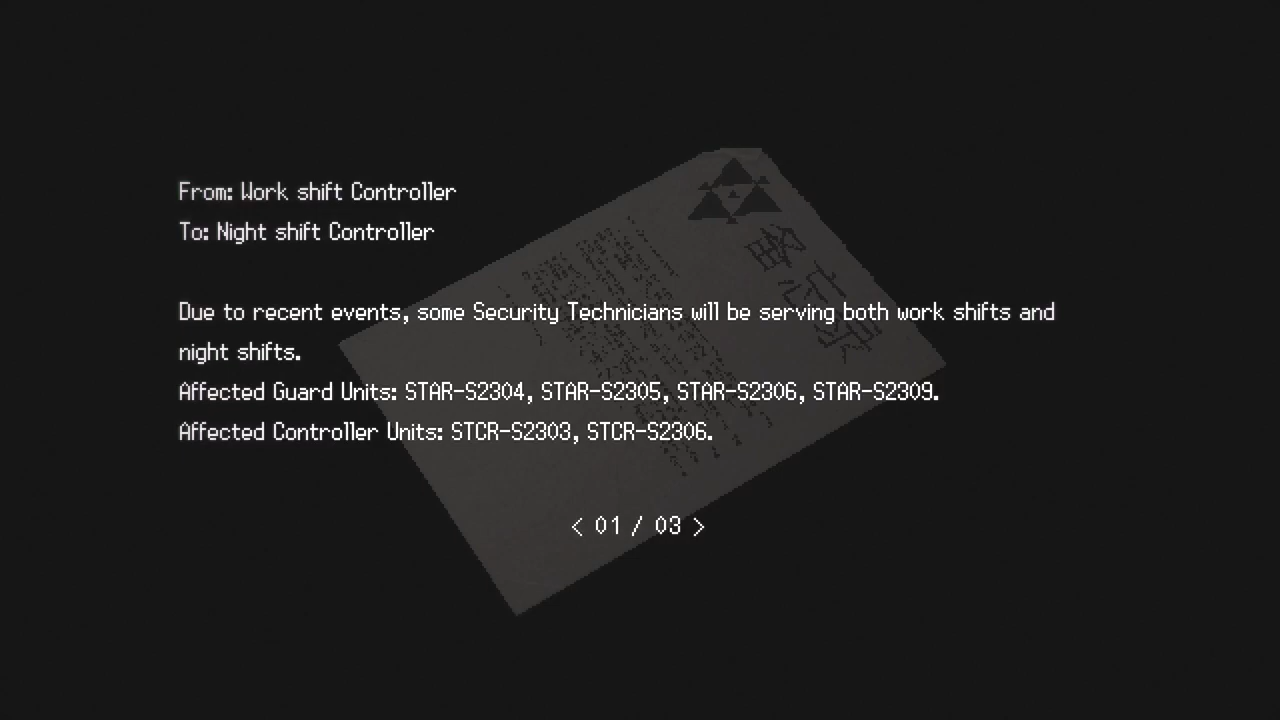 From: Work shift Controller
To: Night shift Controller
Due to recent events, some Security Technicians will be serving both work shifts and
night shifts.
Affected Guard Units: STAR-S2304, STAR-S2305, STAR-S2306, STAR-S2309.
Affected Controller Units: STCR-S2303, STCR-S2306.
< 01 / 03 >